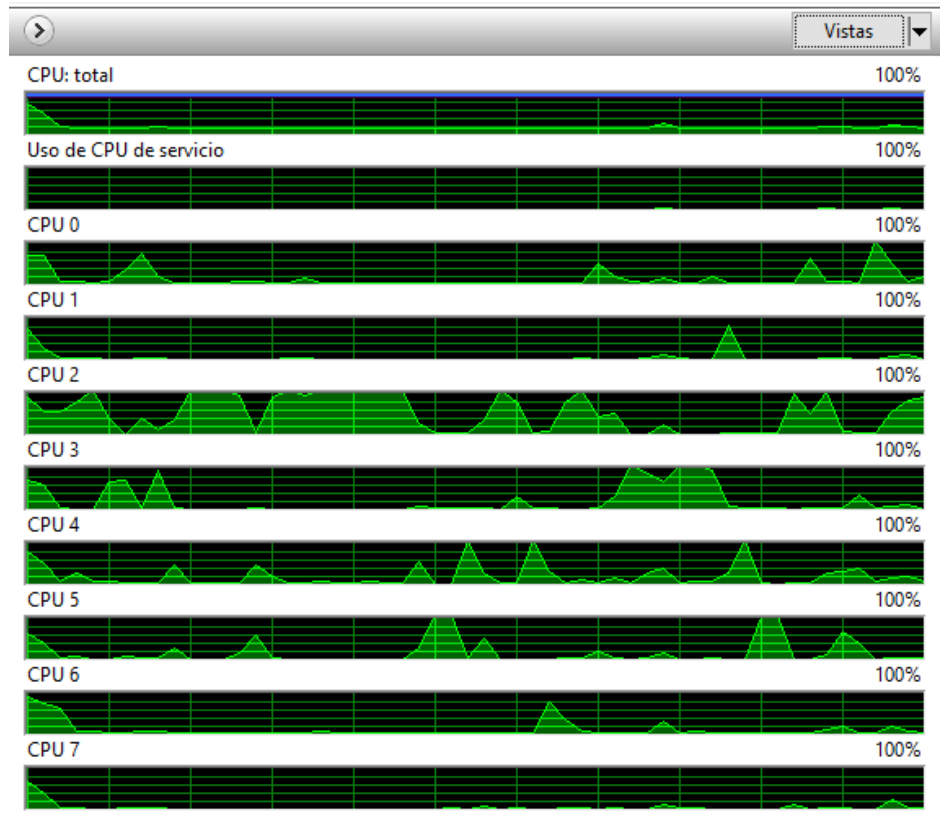 Vistas
CPU: total 100%
Uso de CPU de servicio 100%
CPU 0 100%
CPU 1 100%
CPU 2 100%
CPU 3 100%
CPU 4 100%
CPU 5 100%
CPU 6 100%
CPU 7 100%